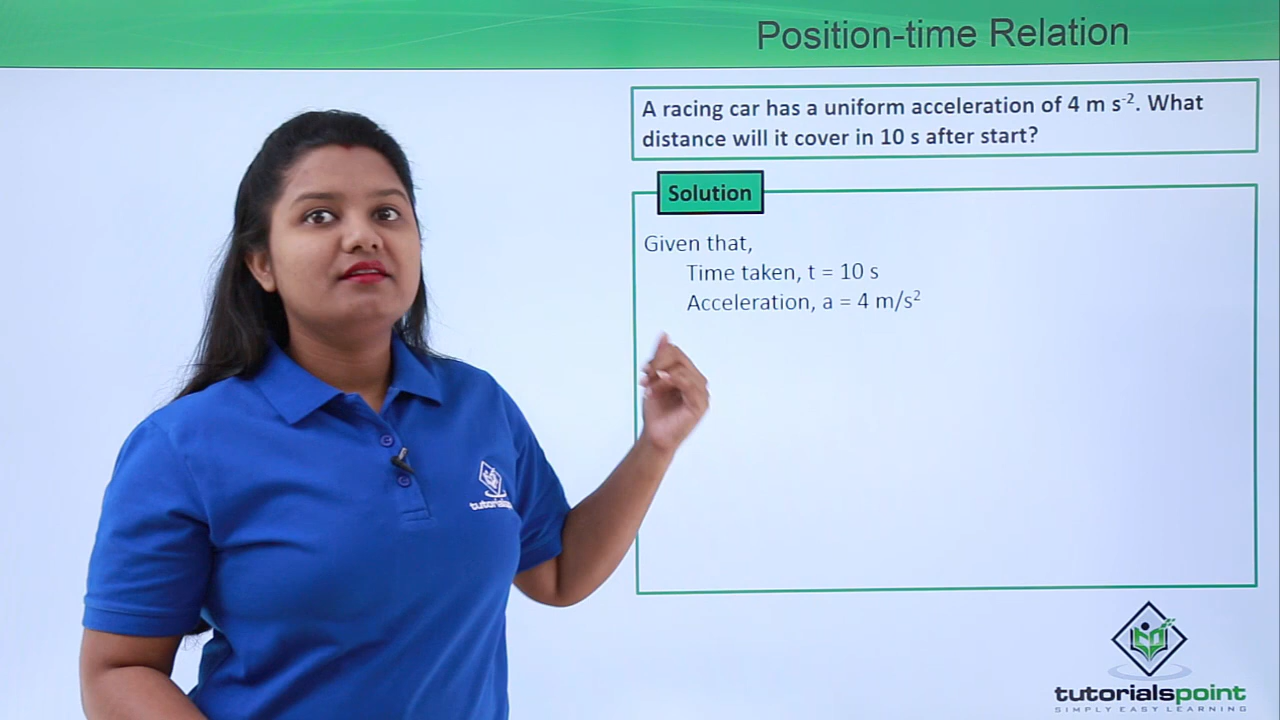 Position-time Relation
A racing car has a uniform acceleration of 4 m s⁻². What
distance will it cover in 10 s after start?
Solution
Given that,
Time taken, t = 10 s
Acceleration, a = 4 m/s²
tutorialspoint
SIMPLY EASY LEARNING